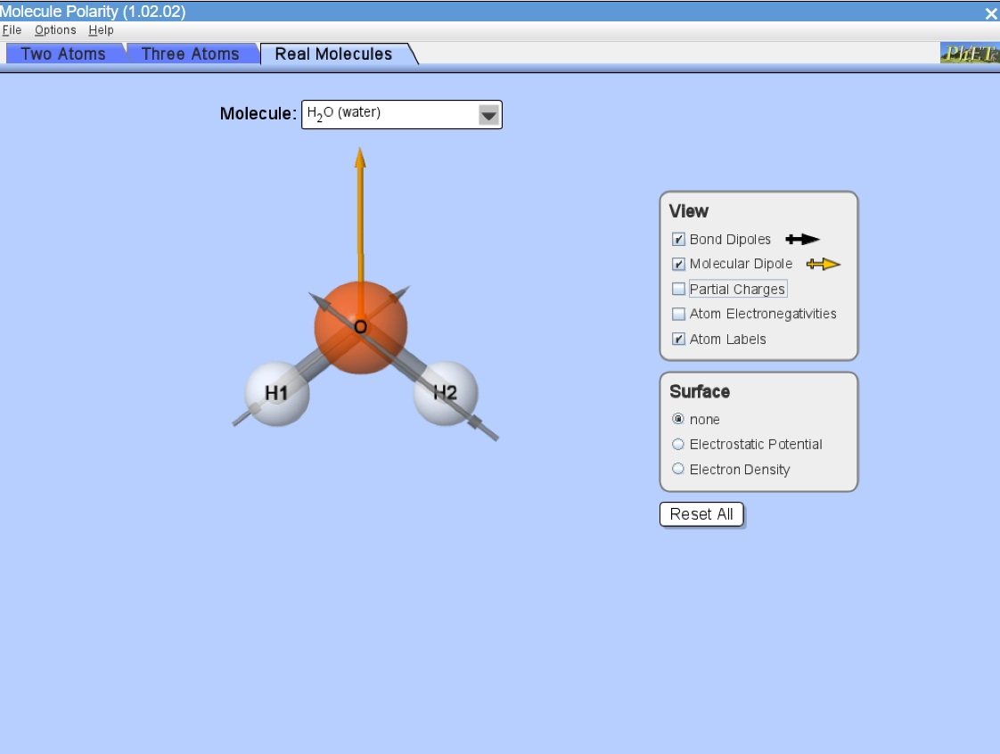 Molecule Polarity (1.02.02)
File Options Help
Two Atoms Three Atoms Real Molecules
PhET
Molecule: H₂O (water)
View
Bond Dipoles
Molecular Dipole
Partial Charges
Atom Electronegativities
Atom Labels
O
H1 H2
Surface
none
Electrostatic Potential
Electron Density
Reset All